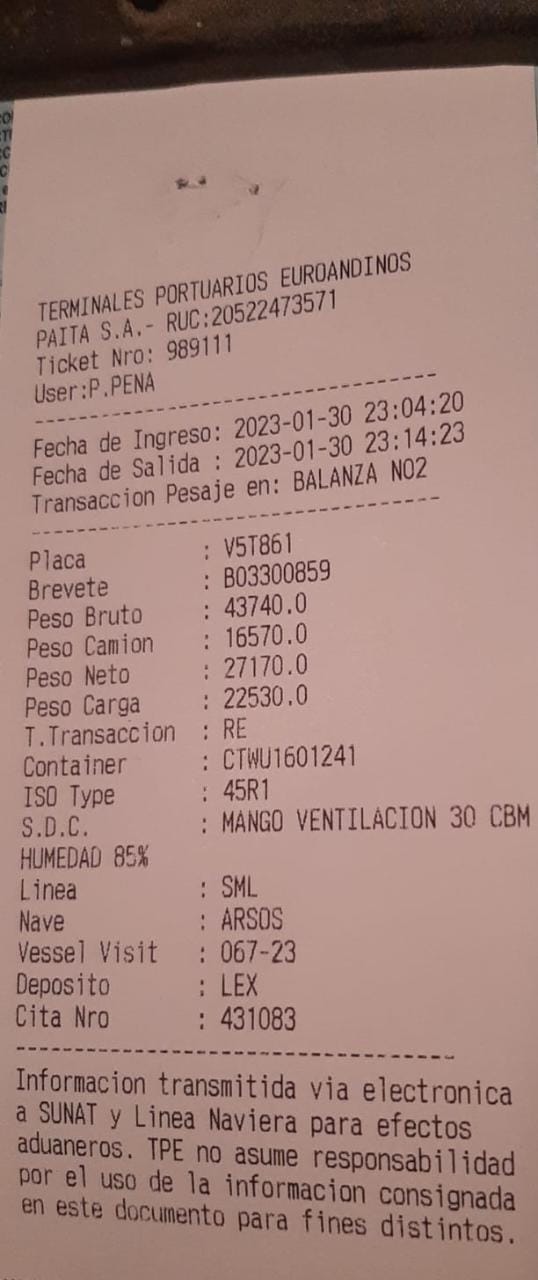 TERMINALES PORTUARIOS EUROANDINOS
PAITA S.A.- RUC:20522473571
Ticket Nro: 989111
User:P.PENA
Fecha de Ingreso: 2023-01-30 23:04:20
Fecha de Salida : 2023-01-30 23:14:23
Transaccion Pesaje en: BALANZA NO2
Placa : V5T861
Brevete : B03300859
Peso Bruto : 43740.0
Peso Camion : 16570.0
Peso Neto : 27170.0
Peso Carga : 22530.0
T.Transaccion : RE
Container : CTWU1601241
ISO Type : 45R1
S.D.C. : MANGO VENTILACION 30 CBM
HUMEDAD 85%
Linea : SML
Nave : ARSOS
Vessel Visit : 067-23
Deposito : LEX
Cita Nro : 431083
Informacion transmitida via electronica
a SUNAT y Linea Naviera para efectos
aduaneros. TPE no asume responsabilidad
por el uso de la informacion consignada
en este documento para fines distintos.